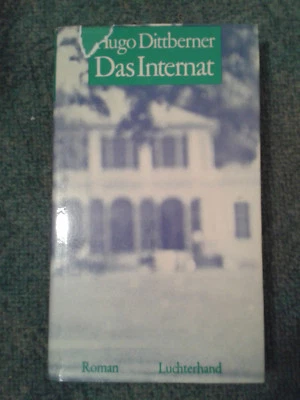 Hugo Dittberner
Das Internat
Roman Luchterhand